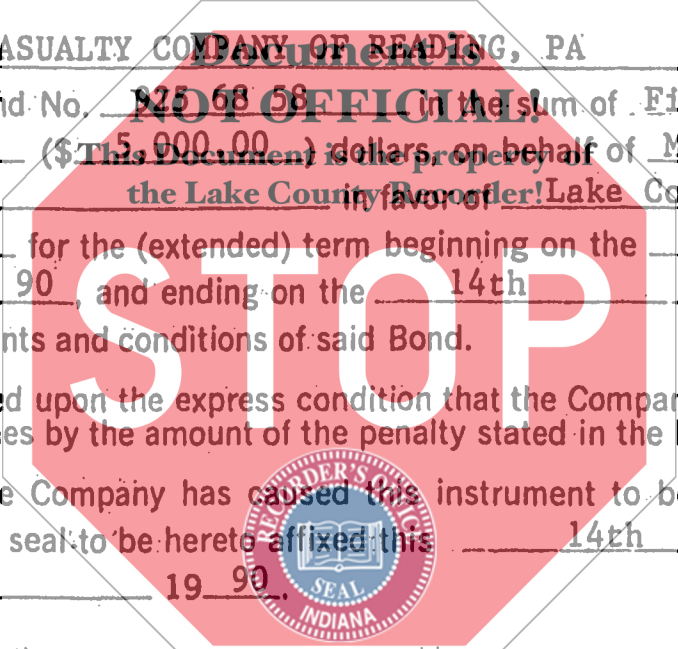 ASUALTY COMPANY OF READING, PA
Document is
nd No. 925 68 58 in the sum of Fi
NOT OFFICIAL!
($ 5,000.00 ) dollars, on behalf of M
This Document is the property of
the Lake County Recorder!
in favor of Lake Co
for the (extended) term beginning on the
90, and ending on the 14th
STOP
nts and conditions of said Bond.
ed upon the express condition that the Compan
es by the amount of the penalty stated in the
e Company has caused this instrument to be
seal to be hereto affixed this 14th
19 90.
RECORDER'S OFFICE
SEAL
INDIANA